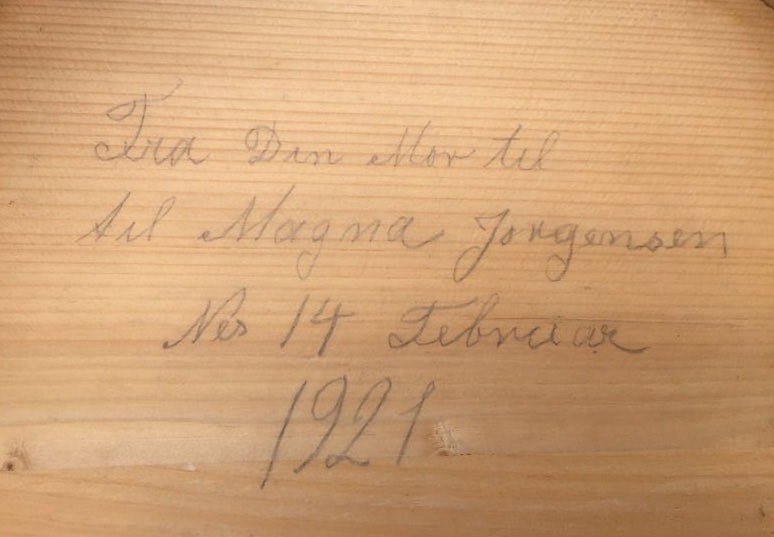 Fra Din Mor til
til Magna Jorgensen
Nes 14 Februar
1921